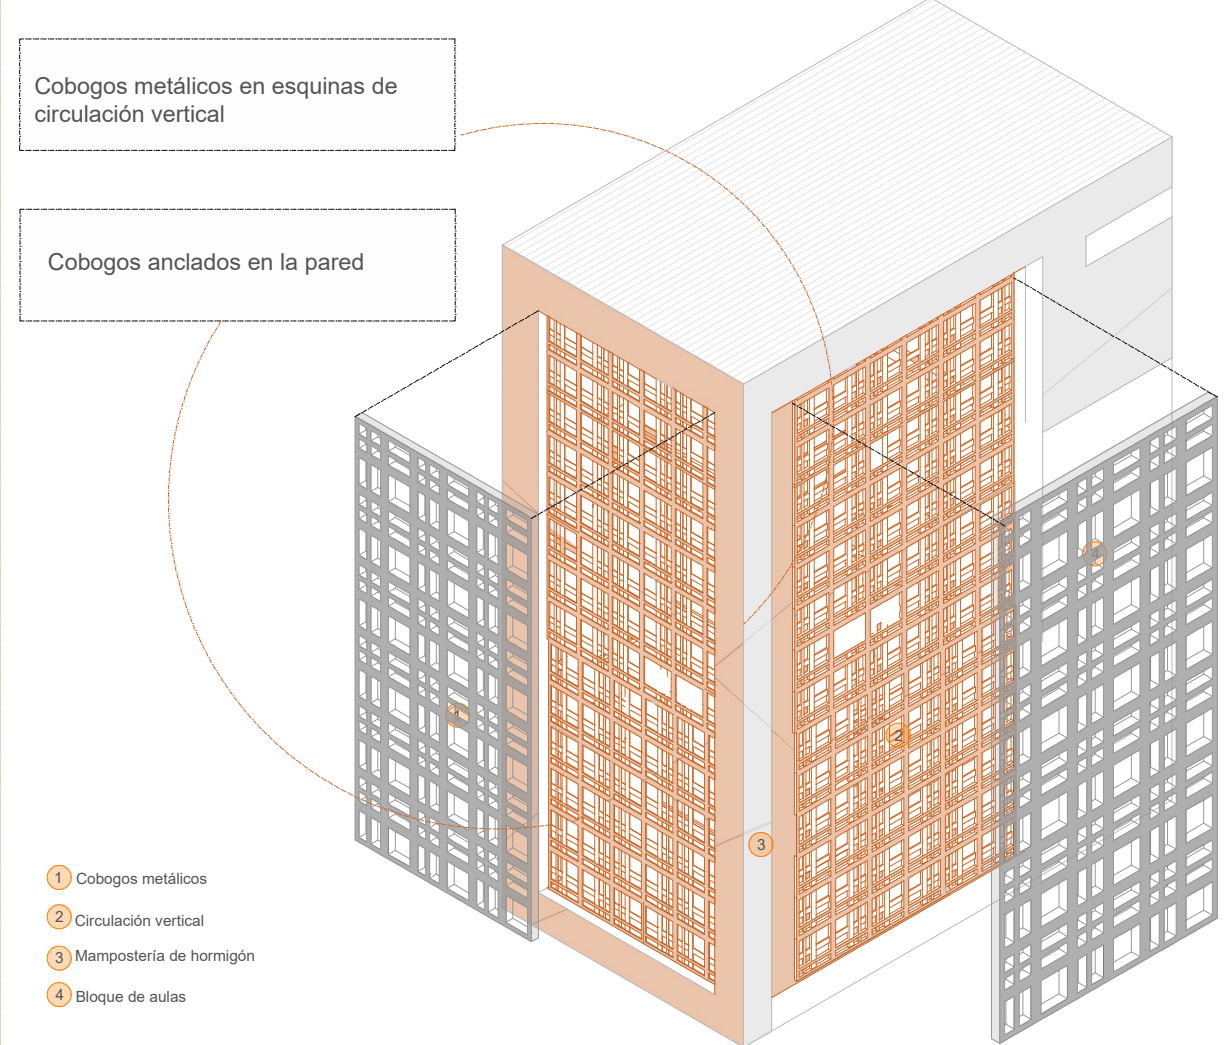 Cobogos metálicos en esquinas de
circulación vertical
Cobogos anclados en la pared
4
1
2
3
1 Cobogos metálicos
2 Circulación vertical
3 Mampostería de hormigón
4 Bloque de aulas